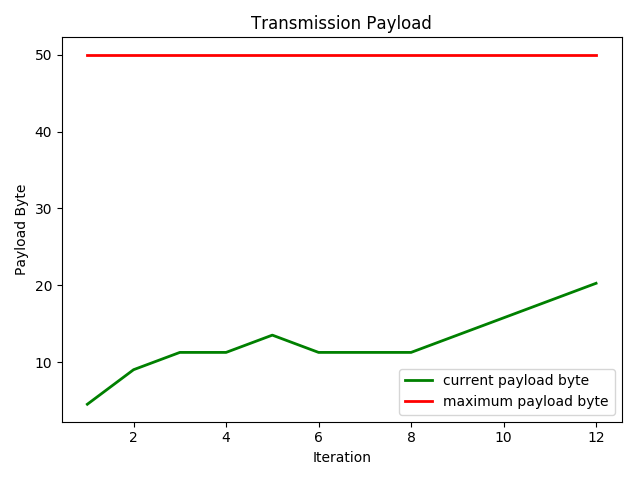 Transmission Payload
50
40
30
20
10
Payload Byte
current payload byte
maximum payload byte
2 4 6 8 10 12
Iteration